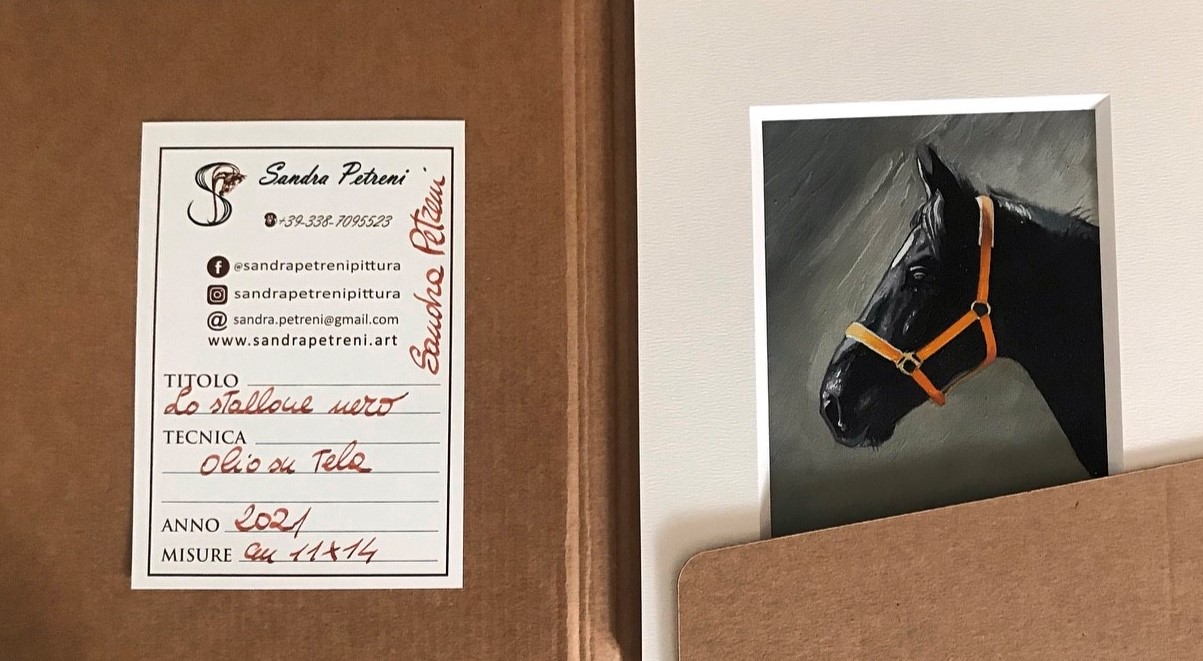 Sandra Petreni
+39-338-7095523
@sandrapetrenipittura
sandrapetrenipittura
@ sandra.petreni@gmail.com
www.sandrapetreni.art
Sandra Petreni
TITOLO
Lo stallone nero
TECNICA
Olio su Tela
ANNO 2021
MISURE cm 11x14